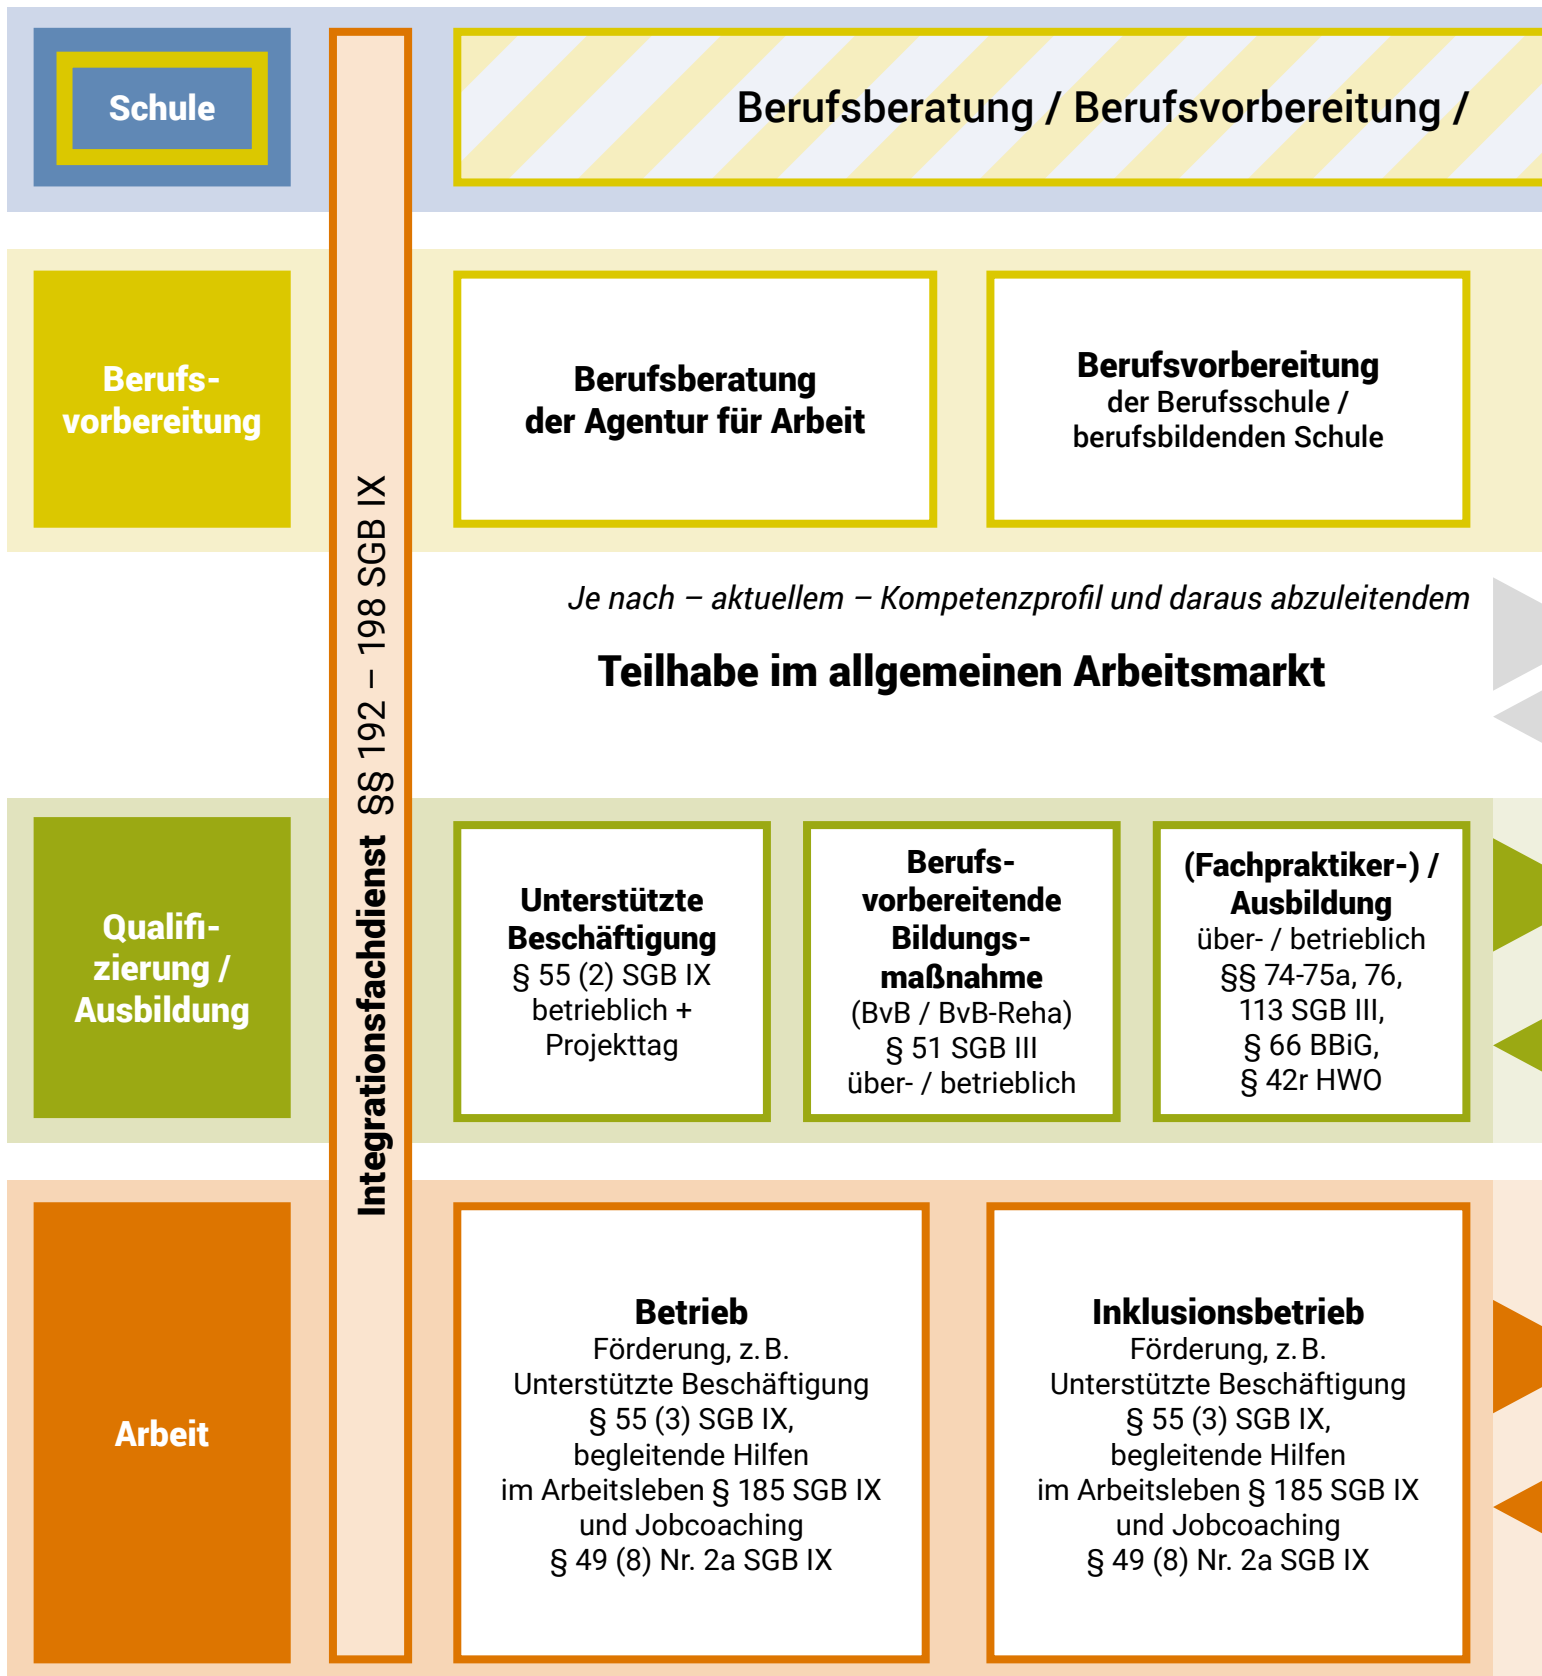 Schule
Berufsberatung / Berufsvorbereitung /
Integrationsfachdienst §§ 192 – 198 SGB IX
Berufs-
vorbereitung
Berufsberatung
der Agentur für Arbeit
Berufsvorbereitung
der Berufsschule /
berufsbildenden Schule
Je nach – aktuellem – Kompetenzprofil und daraus abzuleitendem
Teilhabe im allgemeinen Arbeitsmarkt
Qualifi-
zierung /
Ausbildung
Unterstützte
Beschäftigung
§ 55 (2) SGB IX
betrieblich +
Projekttag
Berufs-
vorbereitende
Bildungs-
maßnahme
(BvB / BvB-Reha)
§ 51 SGB III
über- / betrieblich
(Fachpraktiker-) /
Ausbildung
über- / betrieblich
§§ 74-75a, 76,
113 SGB III,
§ 66 BBiG,
§ 42r HWO
Arbeit
Betrieb
Förderung, z. B.
Unterstützte Beschäftigung
§ 55 (3) SGB IX,
begleitende Hilfen
im Arbeitsleben § 185 SGB IX
und Jobcoaching
§ 49 (8) Nr. 2a SGB IX
Inklusionsbetrieb
Förderung, z. B.
Unterstützte Beschäftigung
§ 55 (3) SGB IX,
begleitende Hilfen
im Arbeitsleben § 185 SGB IX
und Jobcoaching
§ 49 (8) Nr. 2a SGB IX